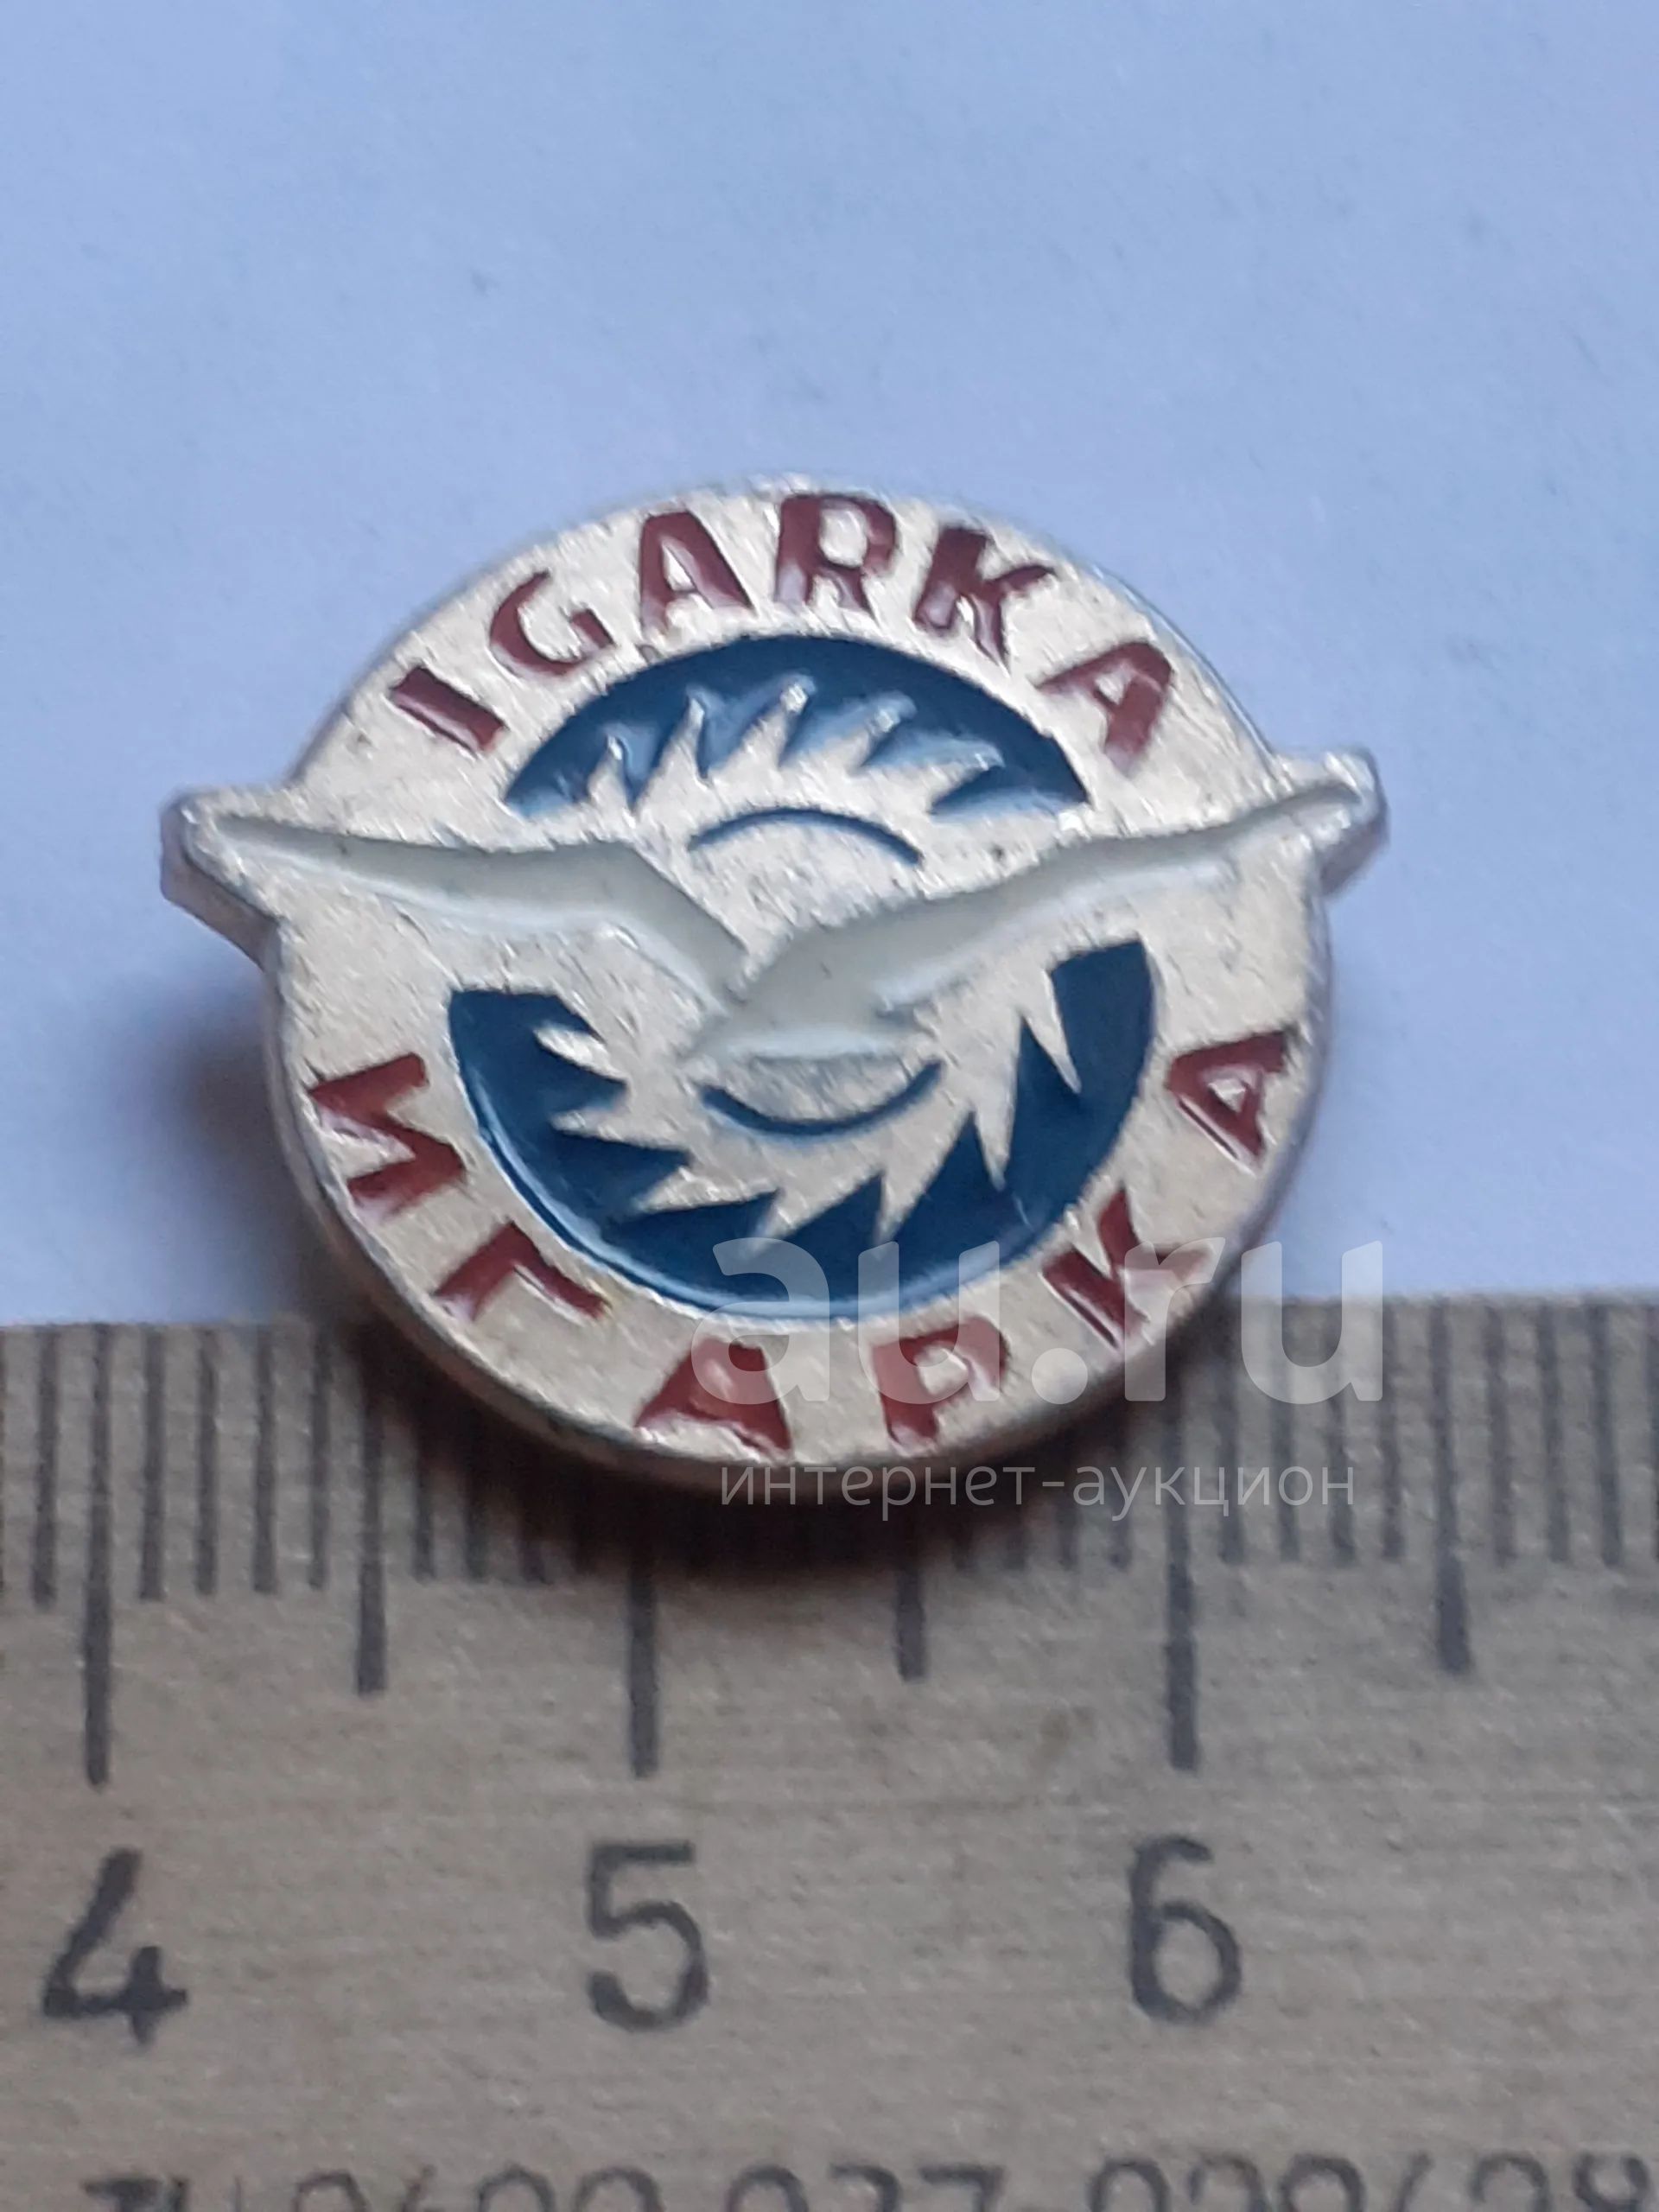 IGARKA
ИГАРКА
au.ru
интернет-аукцион
4 5 6